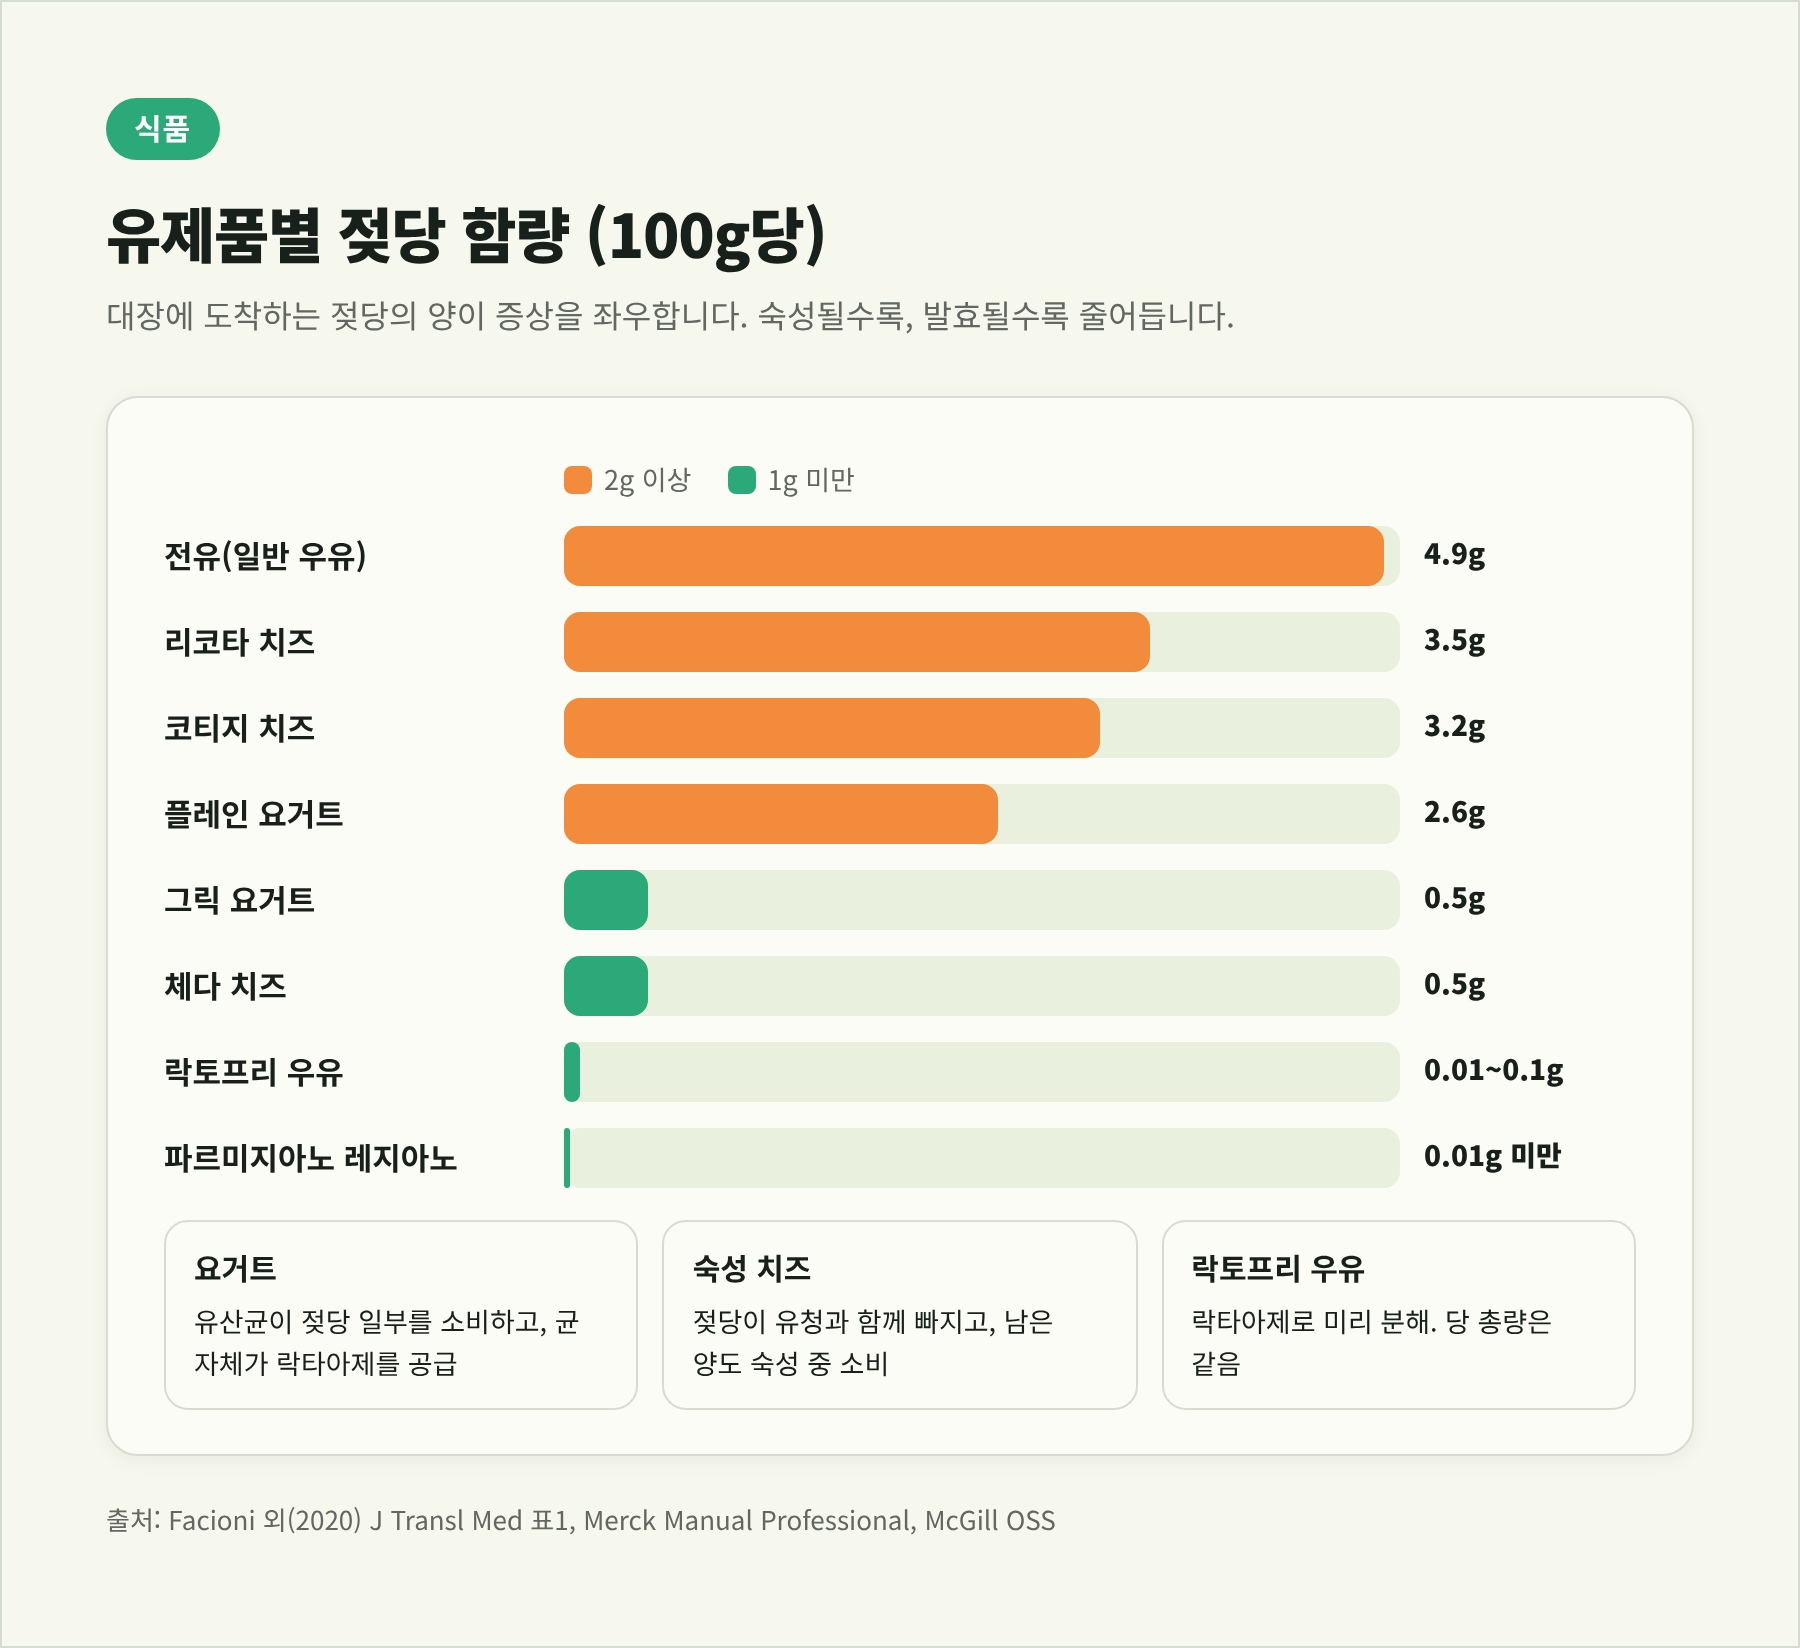 식품
유제품별 젖당 함량 (100g당)
대장에 도착하는 젖당의 양이 증상을 좌우합니다. 숙성될수록, 발효될수록 줄어듭니다.
2g 이상 1g 미만
전유(일반 우유) 4.9g
리코타 치즈 3.5g
코티지 치즈 3.2g
플레인 요거트 2.6g
그릭 요거트 0.5g
체다 치즈 0.5g
락토프리 우유 0.01~0.1g
파르미지아노 레지아노 0.01g 미만
요거트
유산균이 젖당 일부를 소비하고, 균
자체가 락타아제를 공급
숙성 치즈
젖당이 유청과 함께 빠지고, 남은
양도 숙성 중 소비
락토프리 우유
락타아제로 미리 분해. 당 총량은
같음
출처: Facioni 외(2020) J Transl Med 표1, Merck Manual Professional, McGill OSS